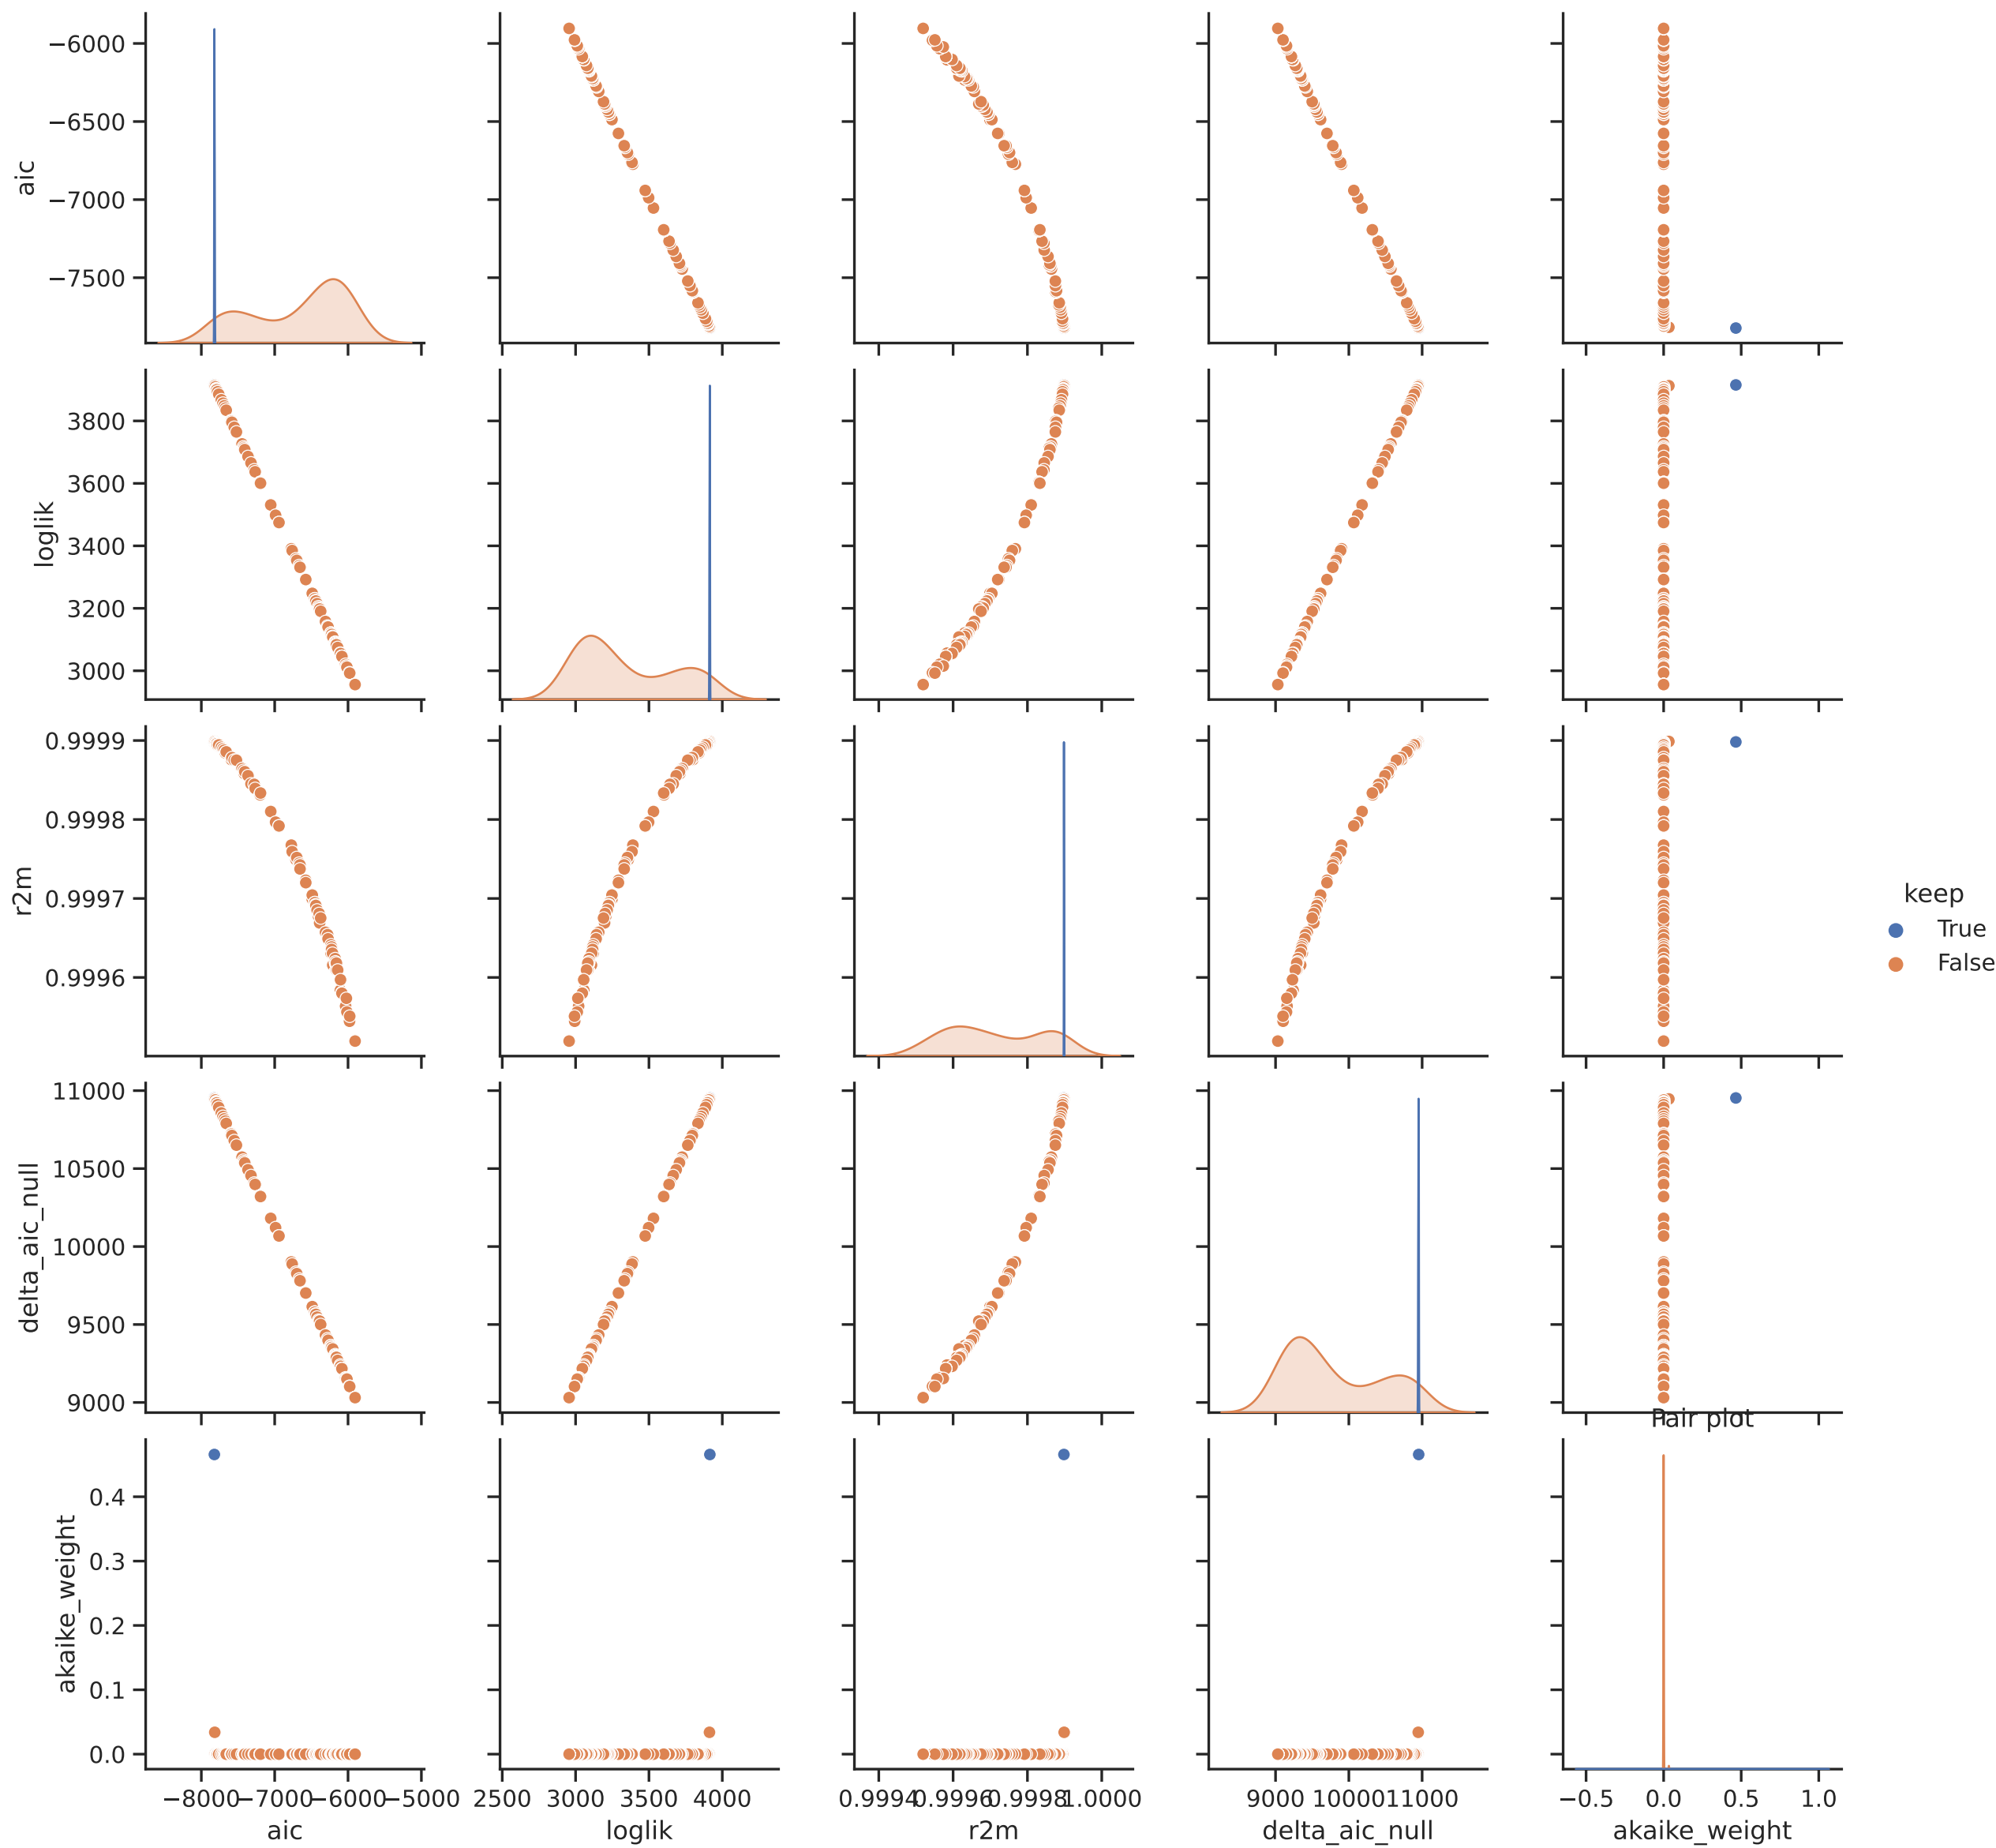 −6000
−6500
−7000
−7500
aic
3800
3600
3400
3200
3000
loglik
0.9999
0.9998
0.9997
0.9996
r2m
keep
True
False
11000
10500
10000
9500
9000
delta_aic_null
Pair plot
0.4
0.3
0.2
0.1
0.0
akaike_weight
−8000 −7000 −6000 −5000
2500 3000 3500 4000
0.9994 0.9996 0.9998 1.0000
9000 10000 11000
−0.5 0.0 0.5 1.0
aic
loglik
r2m
delta_aic_null
akaike_weight